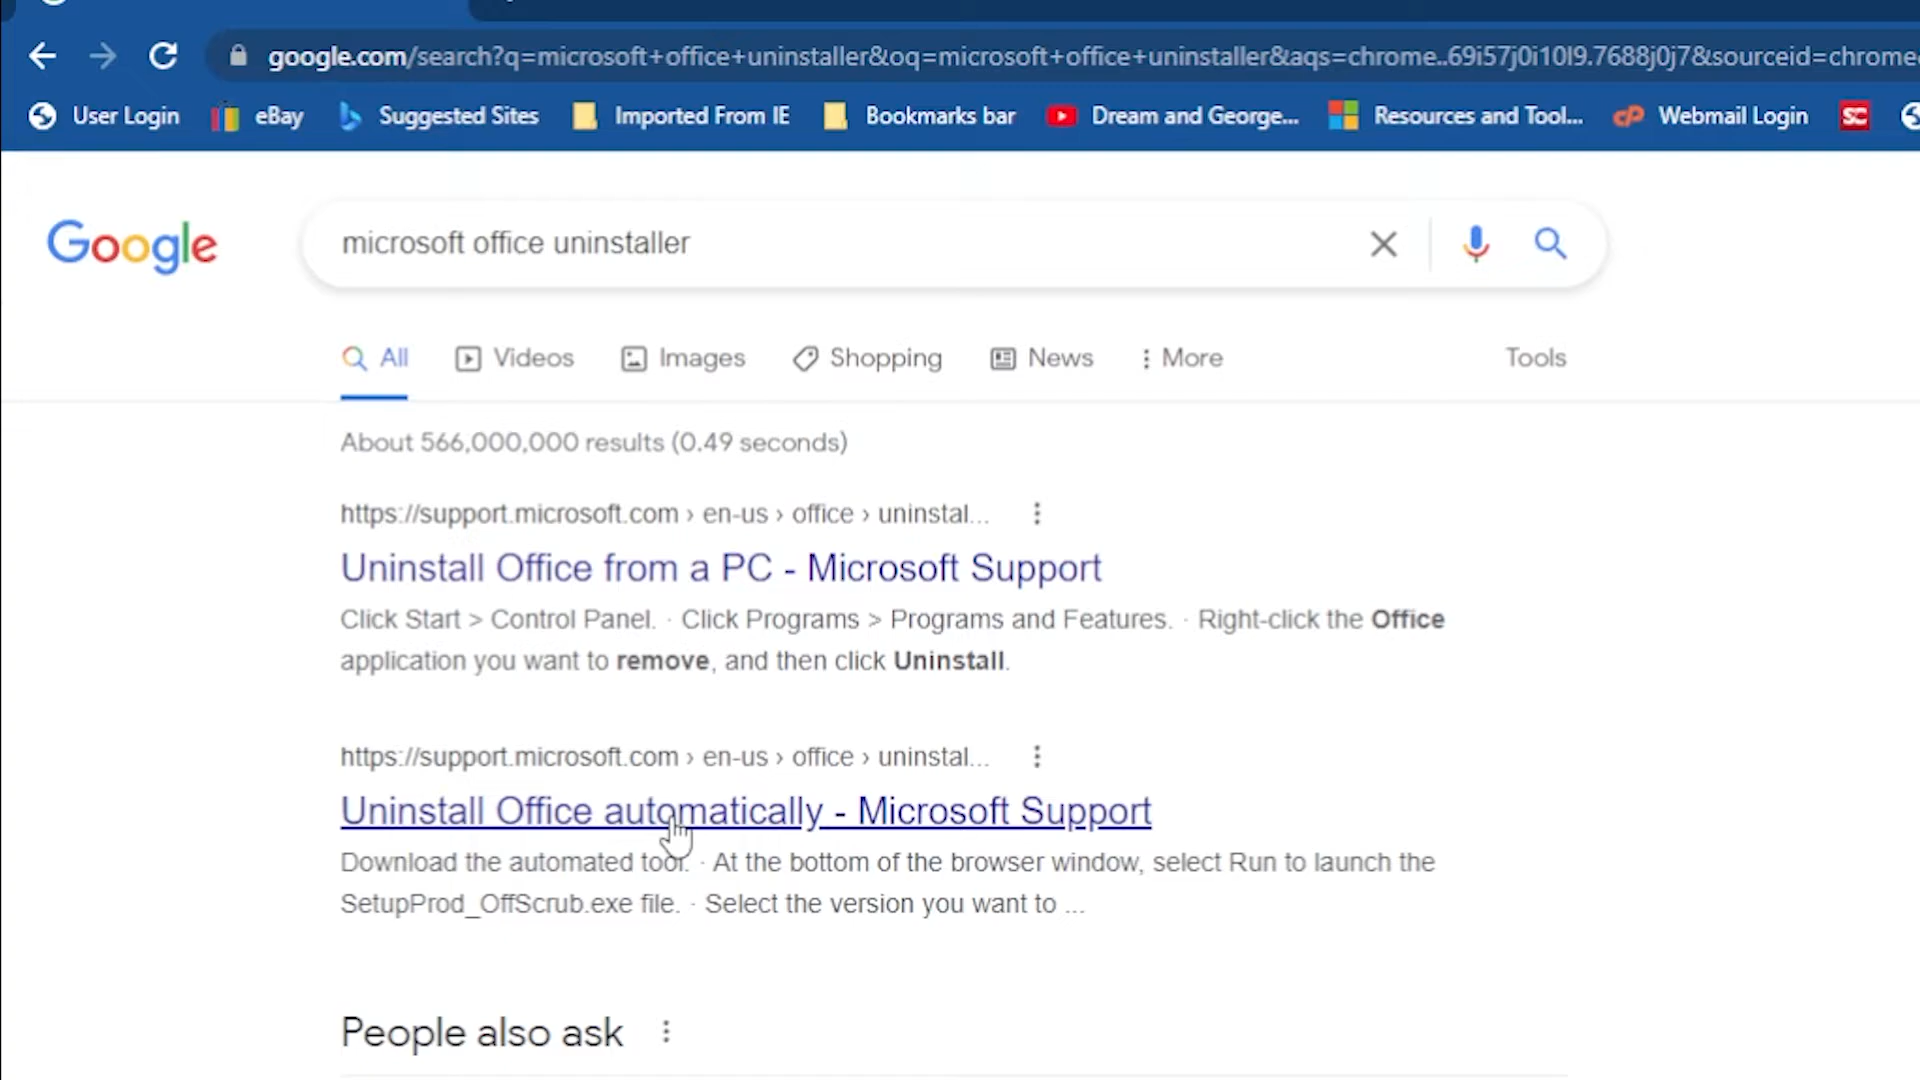 google.com/search?q=microsoft+office+uninstaller&oq=microsoft+office+uninstaller&aqs=chrome..69i57j0i10l9.7688j0j7&sourceid=chrome
User Login eBay Suggested Sites Imported From IE Bookmarks bar Dream and George... Resources and Tool... Webmail Login SC
Google microsoft office uninstaller
All Videos Images Shopping News More Tools
About 566,000,000 results (0.49 seconds)
https://support.microsoft.com › en-us › office › uninstal...
Uninstall Office from a PC - Microsoft Support
Click Start > Control Panel. · Click Programs > Programs and Features. · Right-click the Office
application you want to remove, and then click Uninstall.
https://support.microsoft.com › en-us › office › uninstal...
Uninstall Office automatically - Microsoft Support
Download the automated tool. · At the bottom of the browser window, select Run to launch the
SetupProd_OffScrub.exe file. · Select the version you want to ...
People also ask